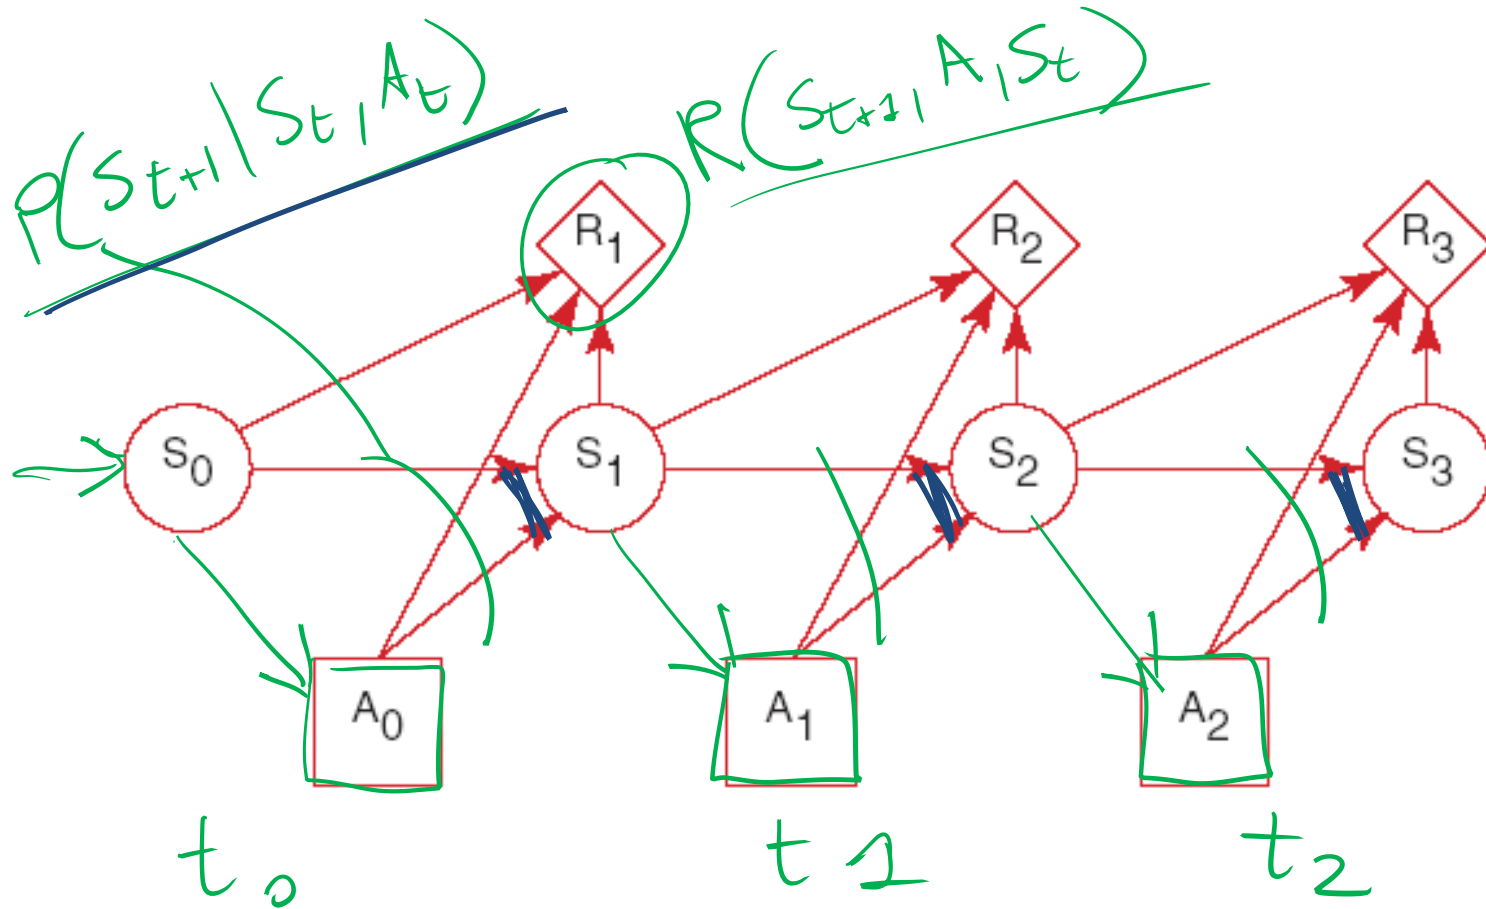 P(St+1|St,At)
R(St+1,A,St)
R1 R2 R3
S0 S1 S2 S3
A0 A1 A2
t0 t1 t2